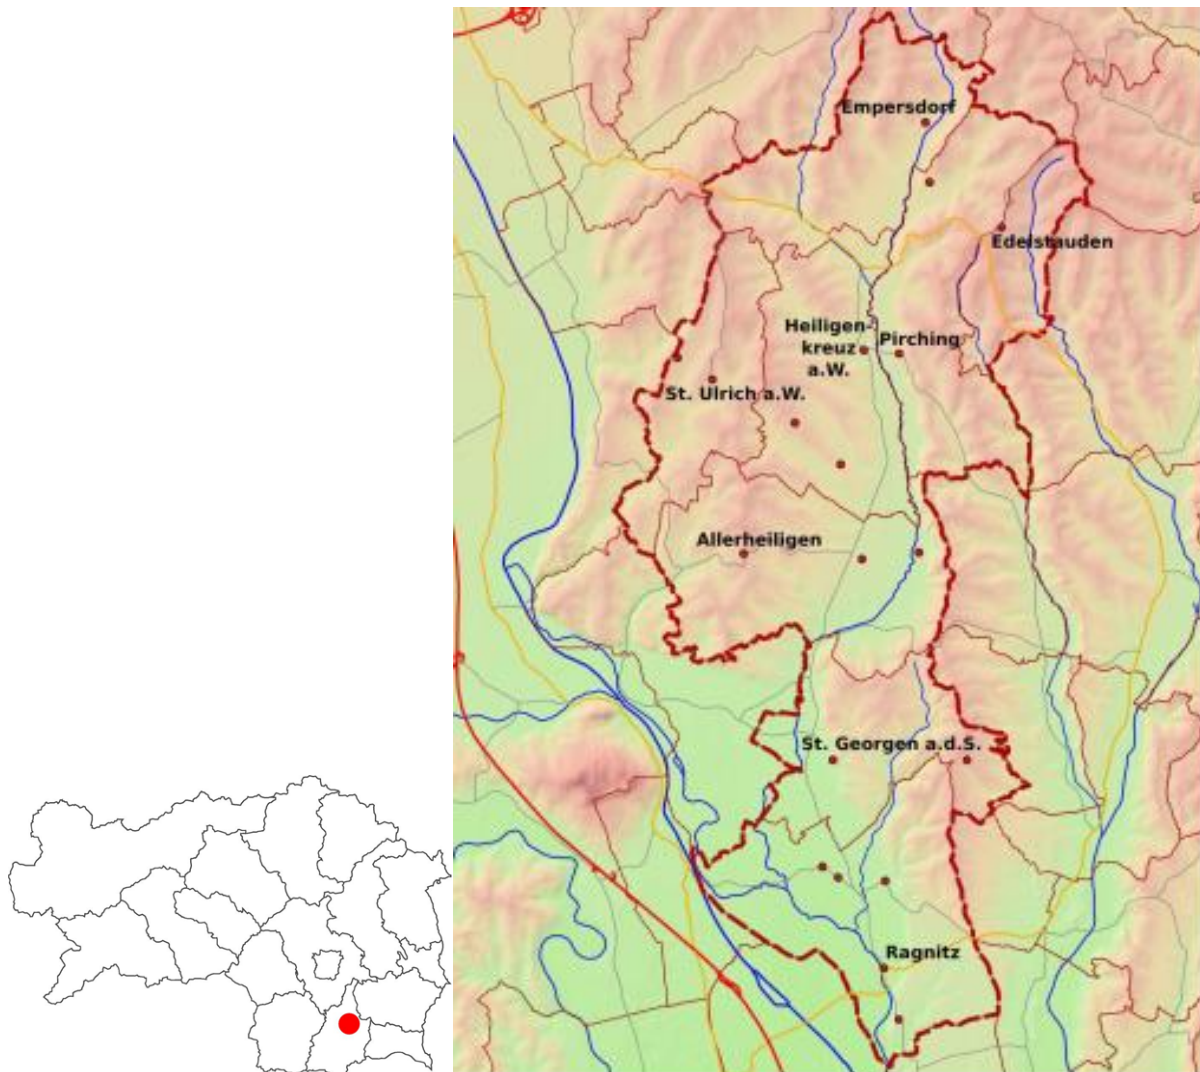 Empersdorf
Edelstauden
Heiligen-
kreuz
a.W.
Pirching
St. Ulrich a.W.
Allerheiligen
St. Georgen a.d.S.
Ragnitz